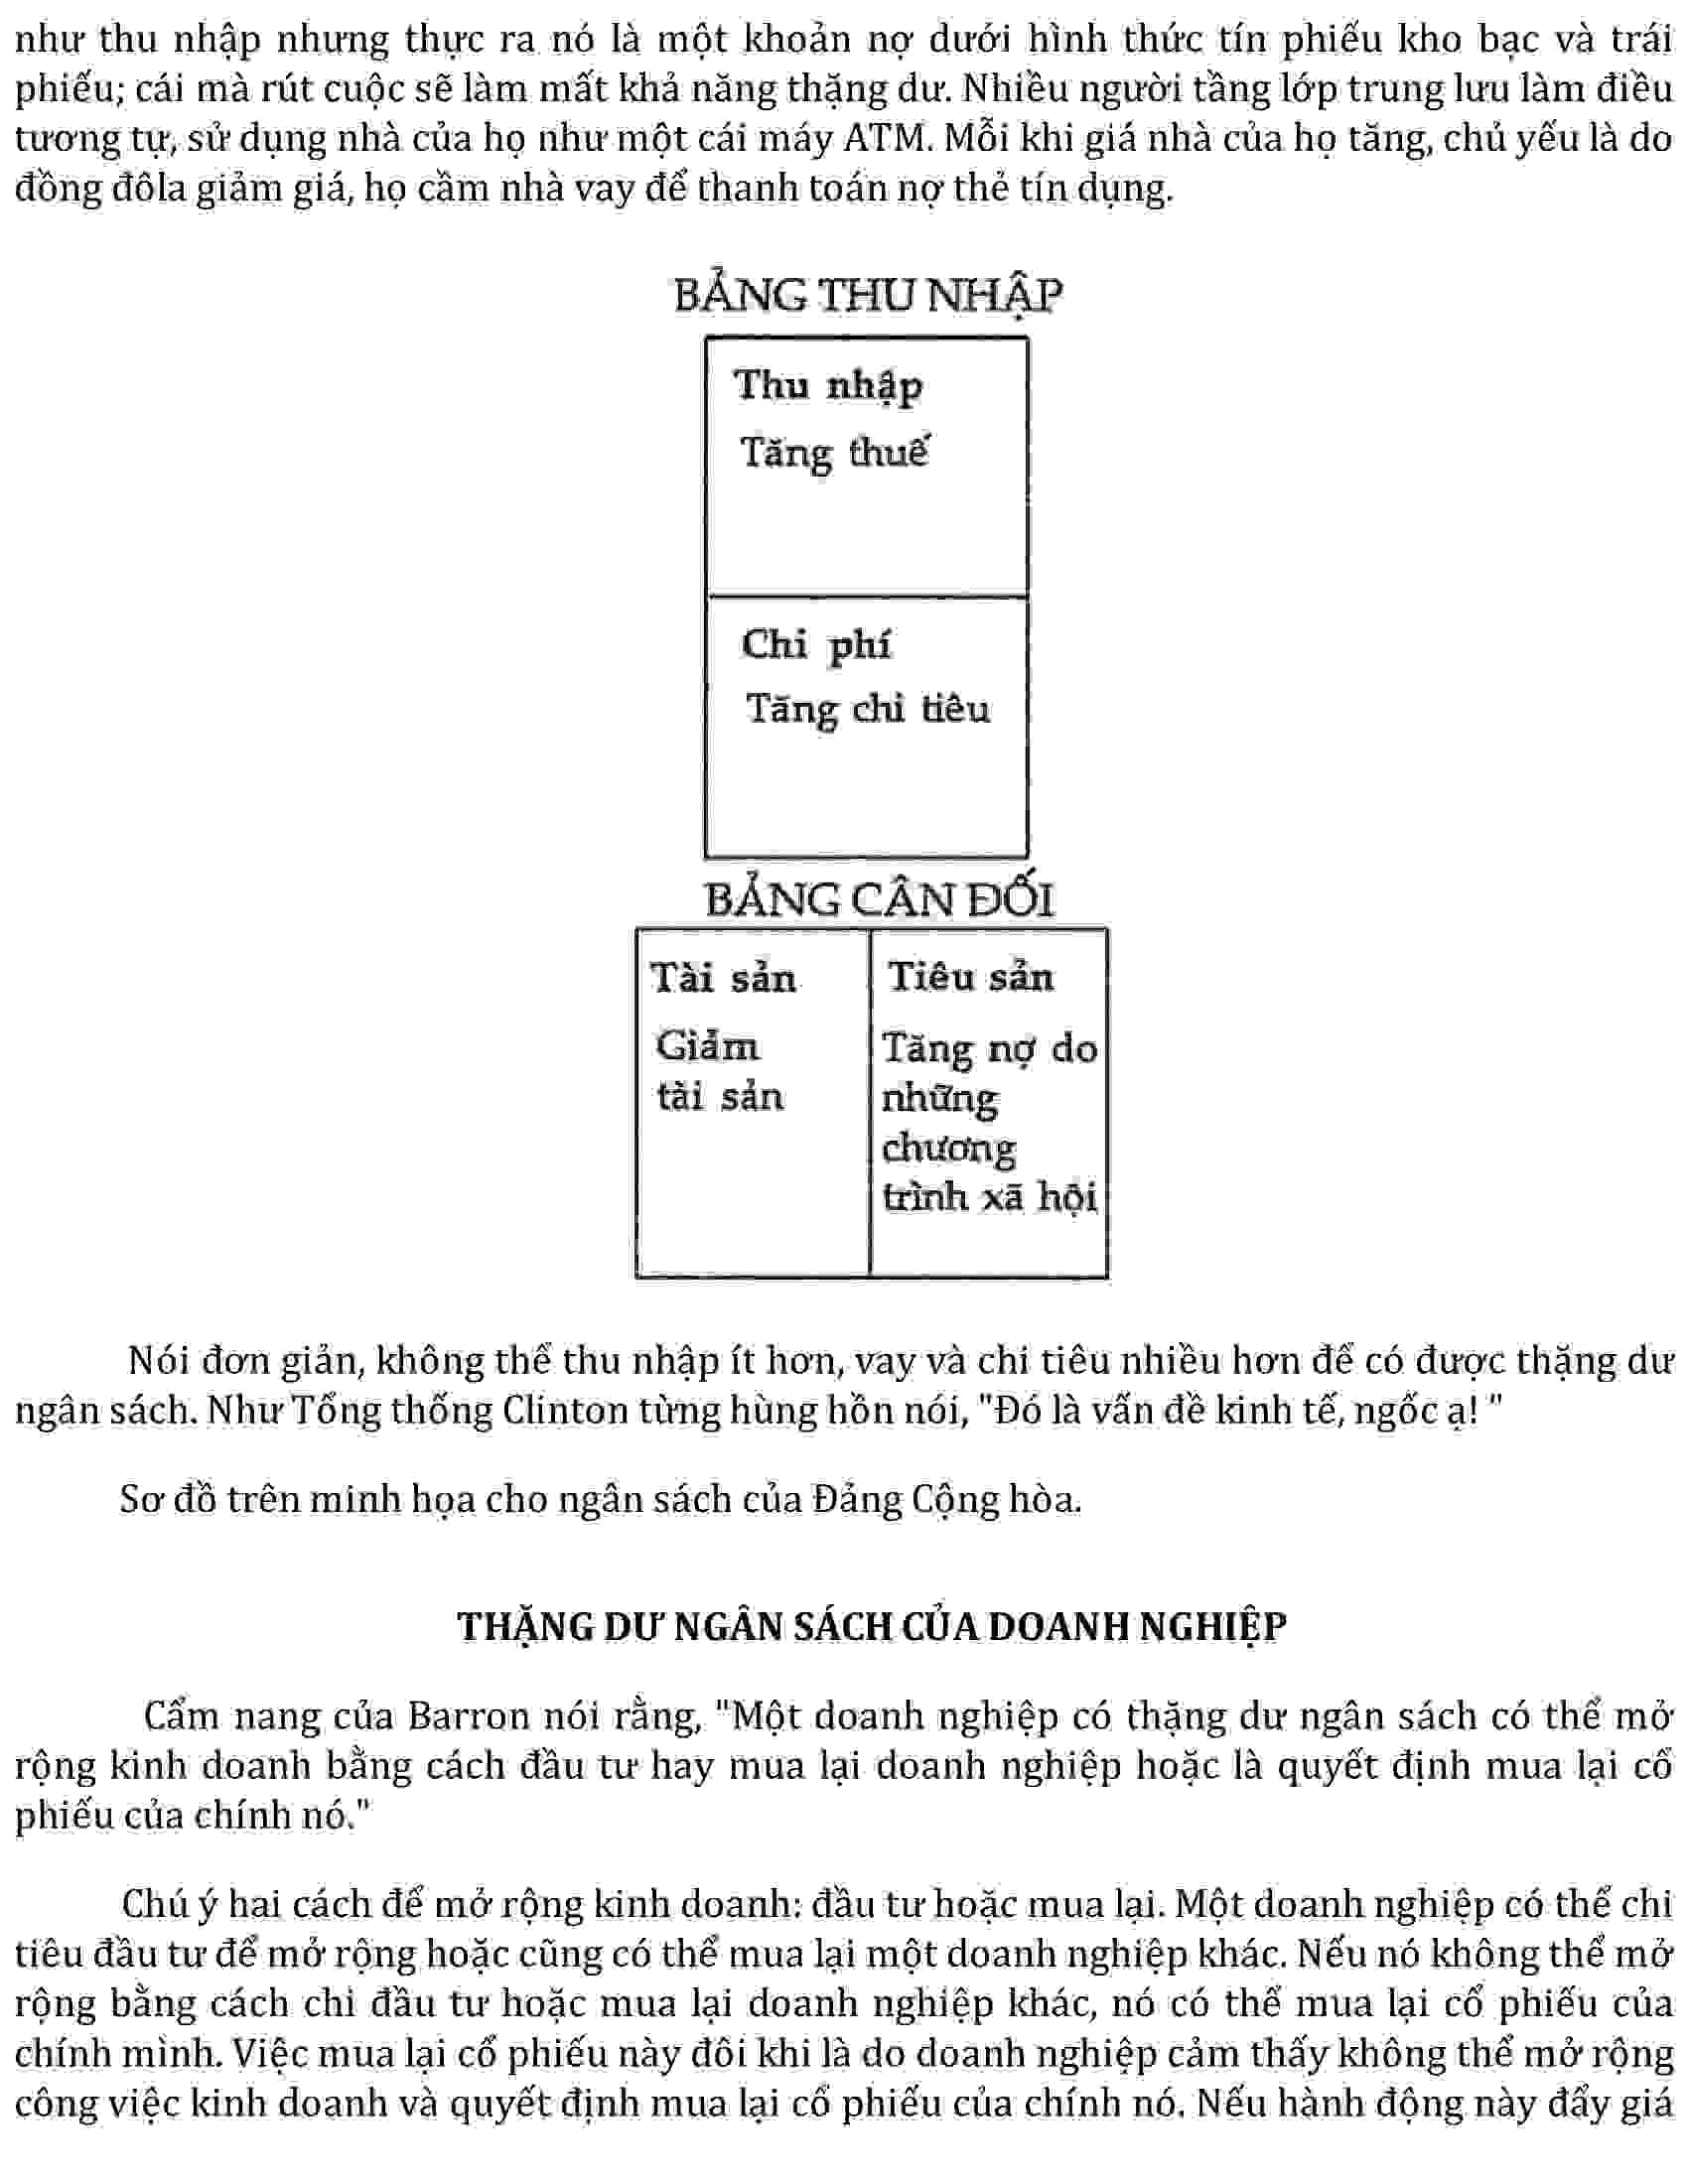 như thu nhập nhưng thực ra nó là một khoản nợ dưới hình thức tín phiếu kho bạc và trái
phiếu; cái mà rút cuộc sẽ làm mất khả năng thặng dư. Nhiều người tầng lớp trung lưu làm điều
tương tự, sử dụng nhà của họ như một cái máy ATM. Mỗi khi giá nhà của họ tăng, chủ yếu là do
đồng đôla giảm giá, họ cầm nhà vay để thanh toán nợ thẻ tín dụng.
BẢNG THU NHẬP
Thu nhập
Tăng thuế
Chi phí
Tăng chi tiêu
BẢNG CÂN ĐỐI
Tài sản
Giảm
tài sản
Tiêu sản
Tăng nợ do
những
chương
trình xã hội
Nói đơn giản, không thể thu nhập ít hơn, vay và chi tiêu nhiều hơn để có được thặng dư
ngân sách. Như Tổng thống Clinton từng hùng hồn nói, "Đó là vấn đề kinh tế, ngốc ạ! "
Sơ đồ trên minh họa cho ngân sách của Đảng Cộng hòa.
THẶNG DƯ NGÂN SÁCH CỦA DOANH NGHIỆP
Cẩm nang của Barron nói rằng, "Một doanh nghiệp có thặng dư ngân sách có thể mở
rộng kinh doanh bằng cách đầu tư hay mua lại doanh nghiệp hoặc là quyết định mua lại cổ
phiếu của chính nó."
Chú ý hai cách để mở rộng kinh doanh: đầu tư hoặc mua lại. Một doanh nghiệp có thể chi
tiêu đầu tư để mở rộng hoặc cũng có thể mua lại một doanh nghiệp khác. Nếu nó không thể mở
rộng bằng cách chi đầu tư hoặc mua lại doanh nghiệp khác, nó có thể mua lại cổ phiếu của
chính mình. Việc mua lại cổ phiếu này đôi khi là do doanh nghiệp cảm thấy không thể mở rộng
công việc kinh doanh và quyết định mua lại cổ phiếu của chính nó. Nếu hành động này đẩy giá